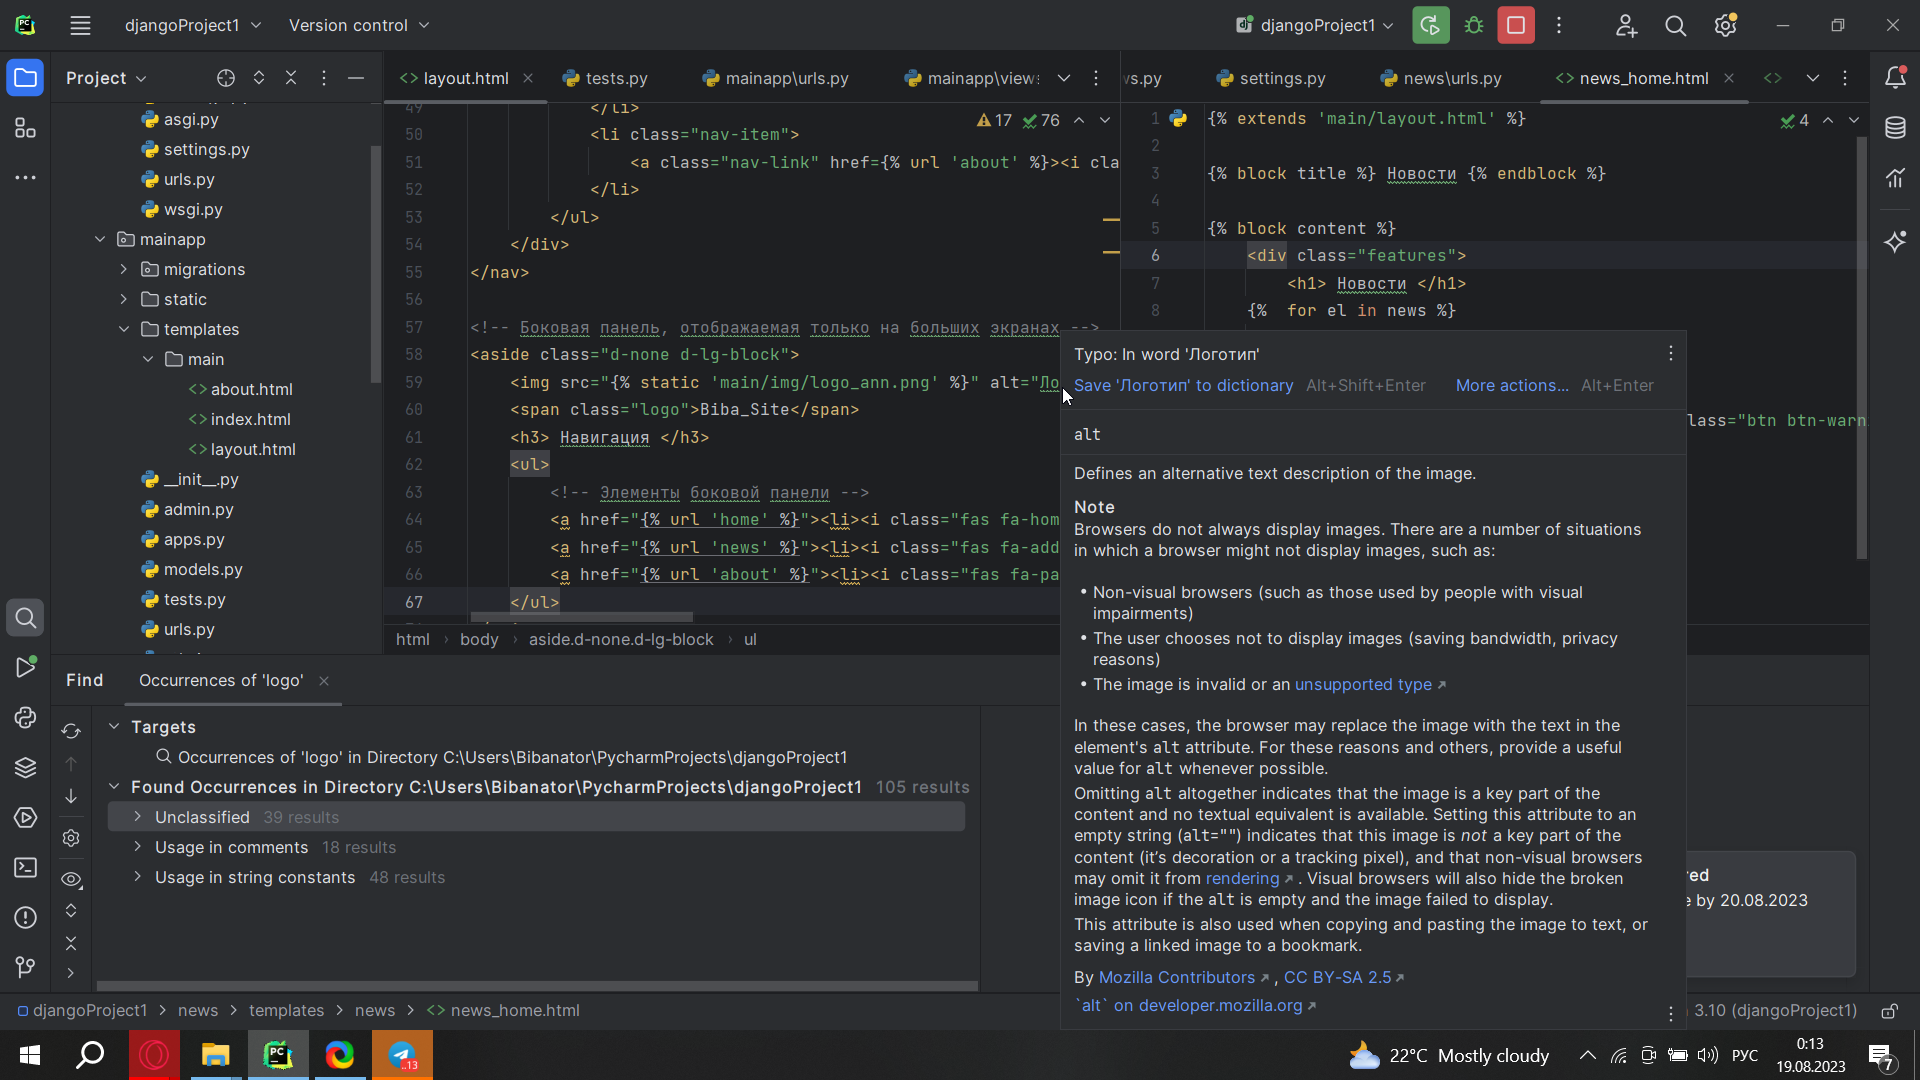 djangoProject1
Version control
djangoProject1
Project
layout.html
tests.py
mainapp\urls.py
mainapp\view
vs.py
settings.py
news\urls.py
news_home.html
asgi.py
settings.py
urls.py
wsgi.py
mainapp
migrations
static
templates
main
about.html
index.html
layout.html
__init__.py
admin.py
apps.py
models.py
tests.py
urls.py
17 76
49 </li>
50 <li class="nav-item">
51 <a class="nav-link" href={% url 'about' %}><i cla
52 </li>
53 </ul>
54 </div>
55 </nav>
56
57 <!-- Боковая панель, отображаемая только на больших экранах -->
58 <aside class="d-none d-lg-block">
59 <img src="{% static 'main/img/logo_ann.png' %}" alt="Ло
60 <span class="logo">Biba_Site</span>
61 <h3> Навигация </h3>
62 <ul>
63 <!-- Элементы боковой панели -->
64 <a href="{% url 'home' %}"><li><i class="fas fa-hom
65 <a href="{% url 'news' %}"><li><i class="fas fa-add
66 <a href="{% url 'about' %}"><li><i class="fas fa-pa
67 </ul>
html › body › aside.d-none.d-lg-block › ul
4
1 {% extends 'main/layout.html' %}
2
3 {% block title %} Новости {% endblock %}
4
5 {% block content %}
6 <div class="features">
7 <h1> Новости </h1>
8 {% for el in news %}
lass="btn btn-warn
Typo: In word 'Логотип'
Save 'Логотип' to dictionary Alt+Shift+Enter More actions... Alt+Enter
alt
Defines an alternative text description of the image.
Note
Browsers do not always display images. There are a number of situations
in which a browser might not display images, such as:
• Non-visual browsers (such as those used by people with visual
impairments)
• The user chooses not to display images (saving bandwidth, privacy
reasons)
• The image is invalid or an unsupported type
In these cases, the browser may replace the image with the text in the
element's alt attribute. For these reasons and others, provide a useful
value for alt whenever possible.
Omitting alt altogether indicates that the image is a key part of the
content and no textual equivalent is available. Setting this attribute to an
empty string (alt="") indicates that this image is not a key part of the
content (it's decoration or a tracking pixel), and that non-visual browsers
may omit it from rendering . Visual browsers will also hide the broken
image icon if the alt is empty and the image failed to display.
This attribute is also used when copying and pasting the image to text, or
saving a linked image to a bookmark.
By Mozilla Contributors , CC BY-SA 2.5
`alt` on developer.mozilla.org
Find
Occurrences of 'logo'
Targets
Occurrences of 'logo' in Directory C:\Users\Bibanator\PycharmProjects\djangoProject1
Found Occurrences in Directory C:\Users\Bibanator\PycharmProjects\djangoProject1 105 results
Unclassified 39 results
Usage in comments 18 results
Usage in string constants 48 results
red
e by 20.08.2023
djangoProject1 > news > templates > news > news_home.html
3.10 (djangoProject1)
22°C Mostly cloudy
РУС
0:13
19.08.2023
7
PC
..13